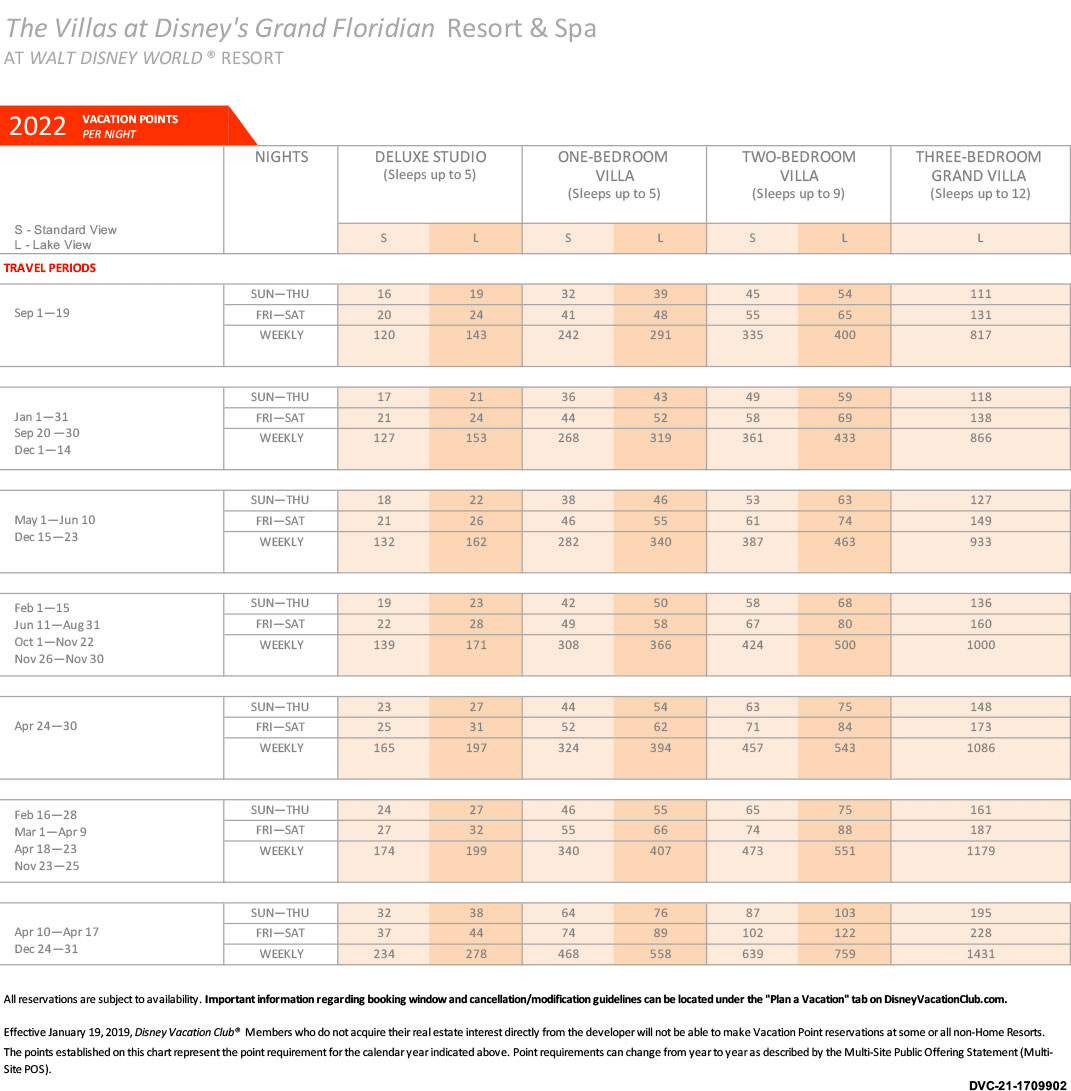 The Villas at Disney's Grand Floridian Resort & Spa
AT WALT DISNEY WORLD ® RESORT
2022 VACATION POINTS
PER NIGHT
NIGHTS DELUXE STUDIO ONE-BEDROOM TWO-BEDROOM THREE-BEDROOM
(Sleeps up to 5) VILLA VILLA GRAND VILLA
(Sleeps up to 5) (Sleeps up to 9) (Sleeps up to 12)
S - Standard View
L - Lake View
S L S L S L L
TRAVEL PERIODS
Sep 1—19
SUN—THU 16 19 32 39 45 54 111
FRI—SAT 20 24 41 48 55 65 131
WEEKLY 120 143 242 291 335 400 817
Jan 1—31
Sep 20 —30
Dec 1—14
SUN—THU 17 21 36 43 49 59 118
FRI—SAT 21 24 44 52 58 69 138
WEEKLY 127 153 268 319 361 433 866
May 1—Jun 10
Dec 15—23
SUN—THU 18 22 38 46 53 63 127
FRI—SAT 21 26 46 55 61 74 149
WEEKLY 132 162 282 340 387 463 933
Feb 1—15
Jun 11—Aug 31
Oct 1—Nov 22
Nov 26—Nov 30
SUN—THU 19 23 42 50 58 68 136
FRI—SAT 22 28 49 58 67 80 160
WEEKLY 139 171 308 366 424 500 1000
Apr 24—30
SUN—THU 23 27 44 54 63 75 148
FRI—SAT 25 31 52 62 71 84 173
WEEKLY 165 197 324 394 457 543 1086
Feb 16—28
Mar 1—Apr 9
Apr 18—23
Nov 23—25
SUN—THU 24 27 46 55 65 75 161
FRI—SAT 27 32 55 66 74 88 187
WEEKLY 174 199 340 407 473 551 1179
Apr 10—Apr 17
Dec 24—31
SUN—THU 32 38 64 76 87 103 195
FRI—SAT 37 44 74 89 102 122 228
WEEKLY 234 278 468 558 639 759 1431
All reservations are subject to availability. Important information regarding booking window and cancellation/modification guidelines can be located under the "Plan a Vacation" tab on DisneyVacationClub.com.
Effective January 19, 2019, Disney Vacation Club® Members who do not acquire their real estate interest directly from the developer will not be able to make Vacation Point reservations at some or all non-Home Resorts.
The points established on this chart represent the point requirement for the calendar year indicated above. Point requirements can change from year to year as described by the Multi-Site Public Offering Statement (Multi-
Site POS).
DVC-21-1709902